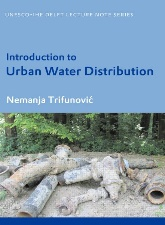 UNESCO-IHE DELFT LECTURE NOTE SERIES
Introduction to
Urban Water Distribution
Nemanja Trifunović